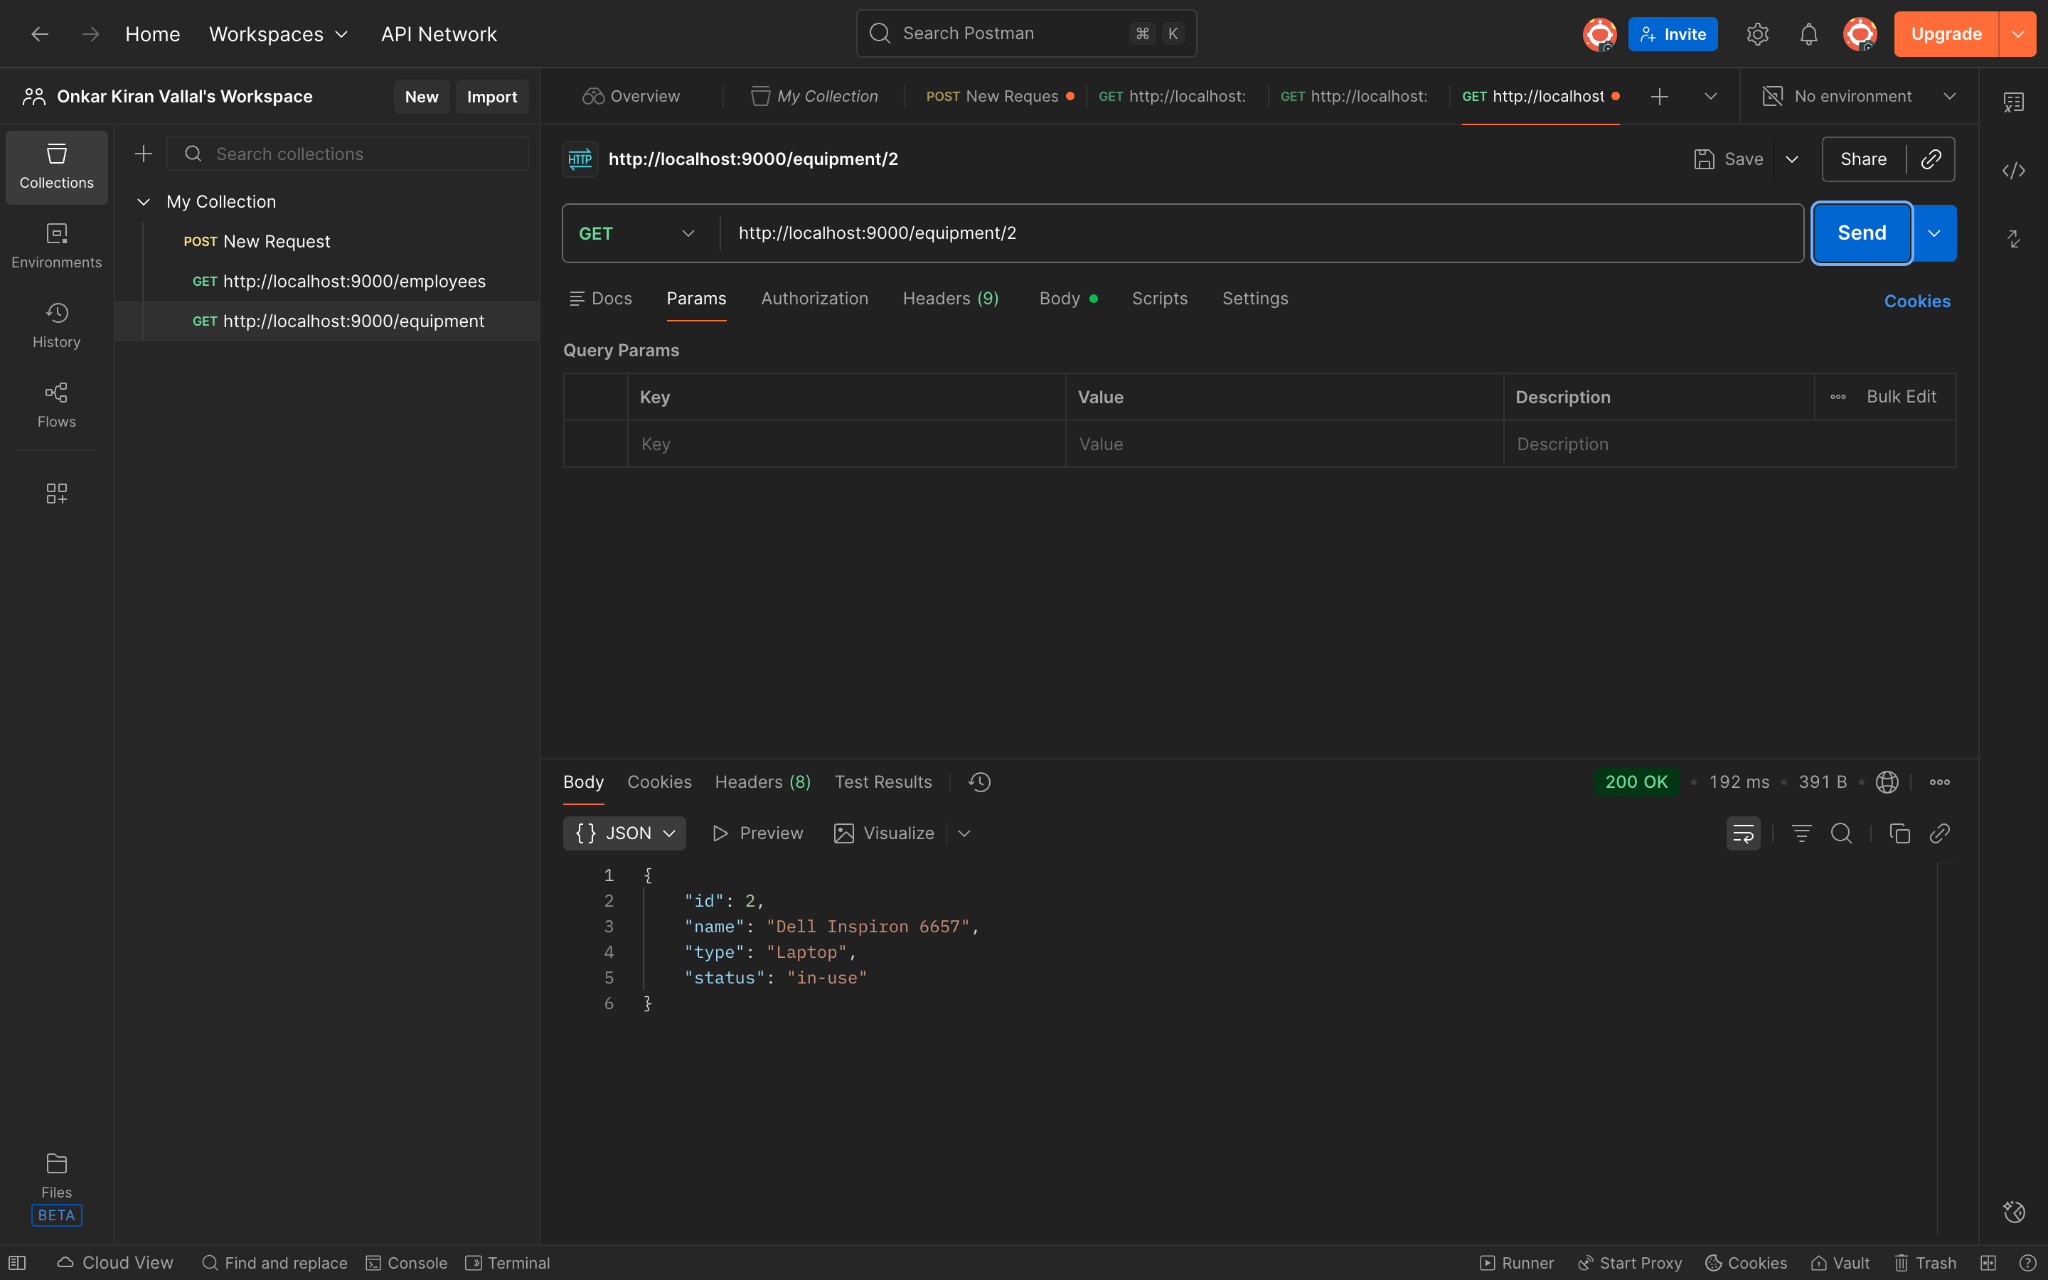 Home Workspaces API Network Search Postman ⌘ K Invite Upgrade
Onkar Kiran Vallal's Workspace New Import
Overview My Collection POST New Reques GET http://localhost: GET http://localhost: GET http://localhost No environment
Collections
Environments
History
Flows
Files
BETA
Search collections
My Collection
POST New Request
GET http://localhost:9000/employees
GET http://localhost:9000/equipment
HTTP http://localhost:9000/equipment/2 Save Share
GET http://localhost:9000/equipment/2 Send
Docs Params Authorization Headers (9) Body Scripts Settings Cookies
Query Params
Key Value Description Bulk Edit
Key Value Description
Body Cookies Headers (8) Test Results 200 OK • 192 ms • 391 B
{} JSON Preview Visualize
1 {
2 "id": 2,
3 "name": "Dell Inspiron 6657",
4 "type": "Laptop",
5 "status": "in-use"
6 }
Cloud View Find and replace Console Terminal Runner Start Proxy Cookies Vault Trash